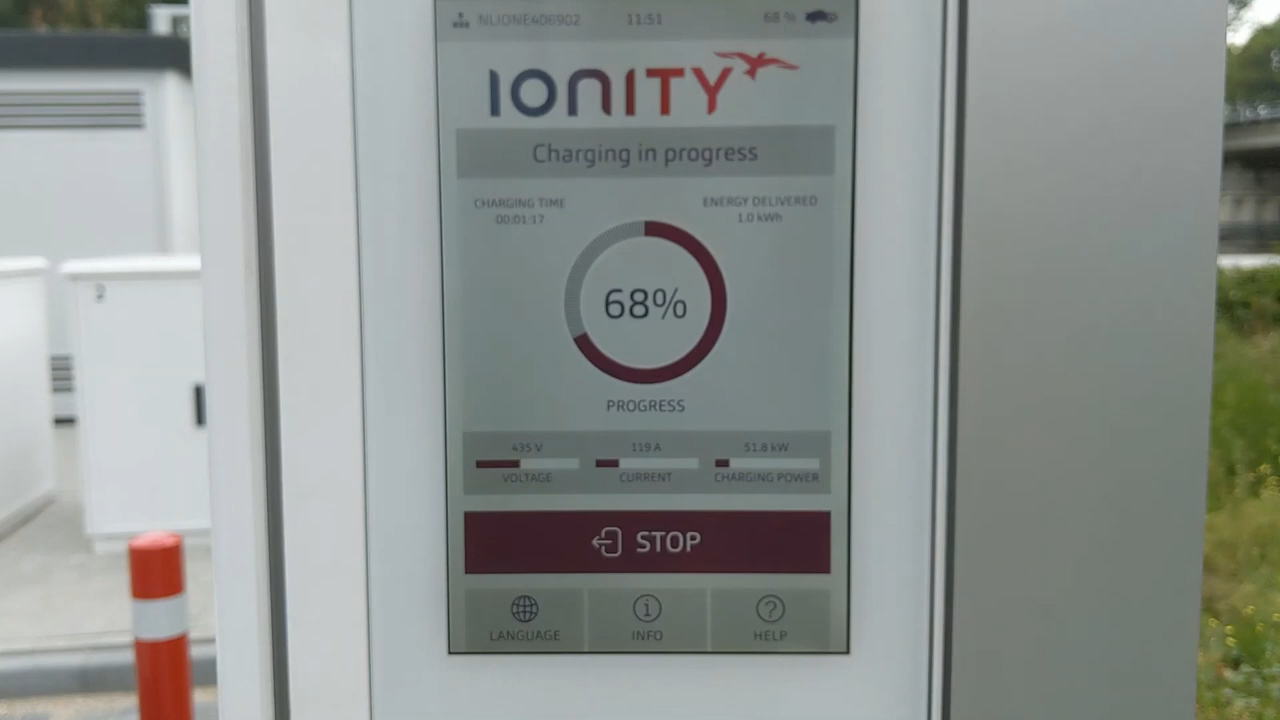 NLIONE406902 11:51 68 %
IONITY
Charging in progress
CHARGING TIME
00:01:17
ENERGY DELIVERED
1.0 kWh
68%
PROGRESS
435 V
VOLTAGE
119 A
CURRENT
51.8 kW
CHARGING POWER
STOP
LANGUAGE
INFO
HELP
2